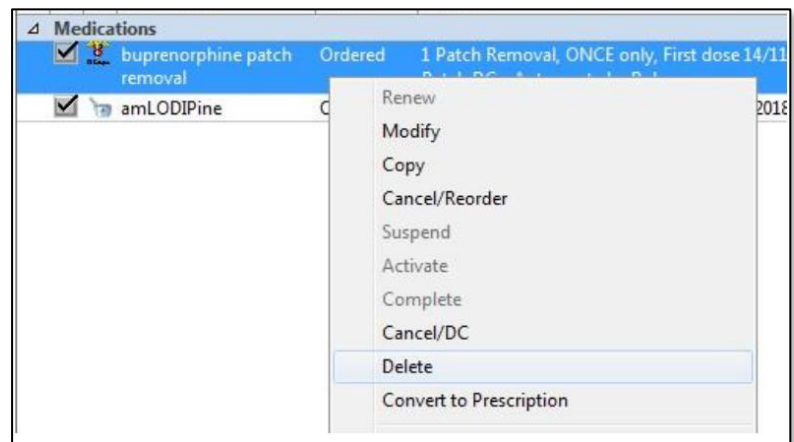 Medications
buprenorphine patch removal Ordered 1 Patch Removal, ONCE only, First dose 14/11
amLODIPine 2018
Renew
Modify
Copy
Cancel/Reorder
Suspend
Activate
Complete
Cancel/DC
Delete
Convert to Prescription